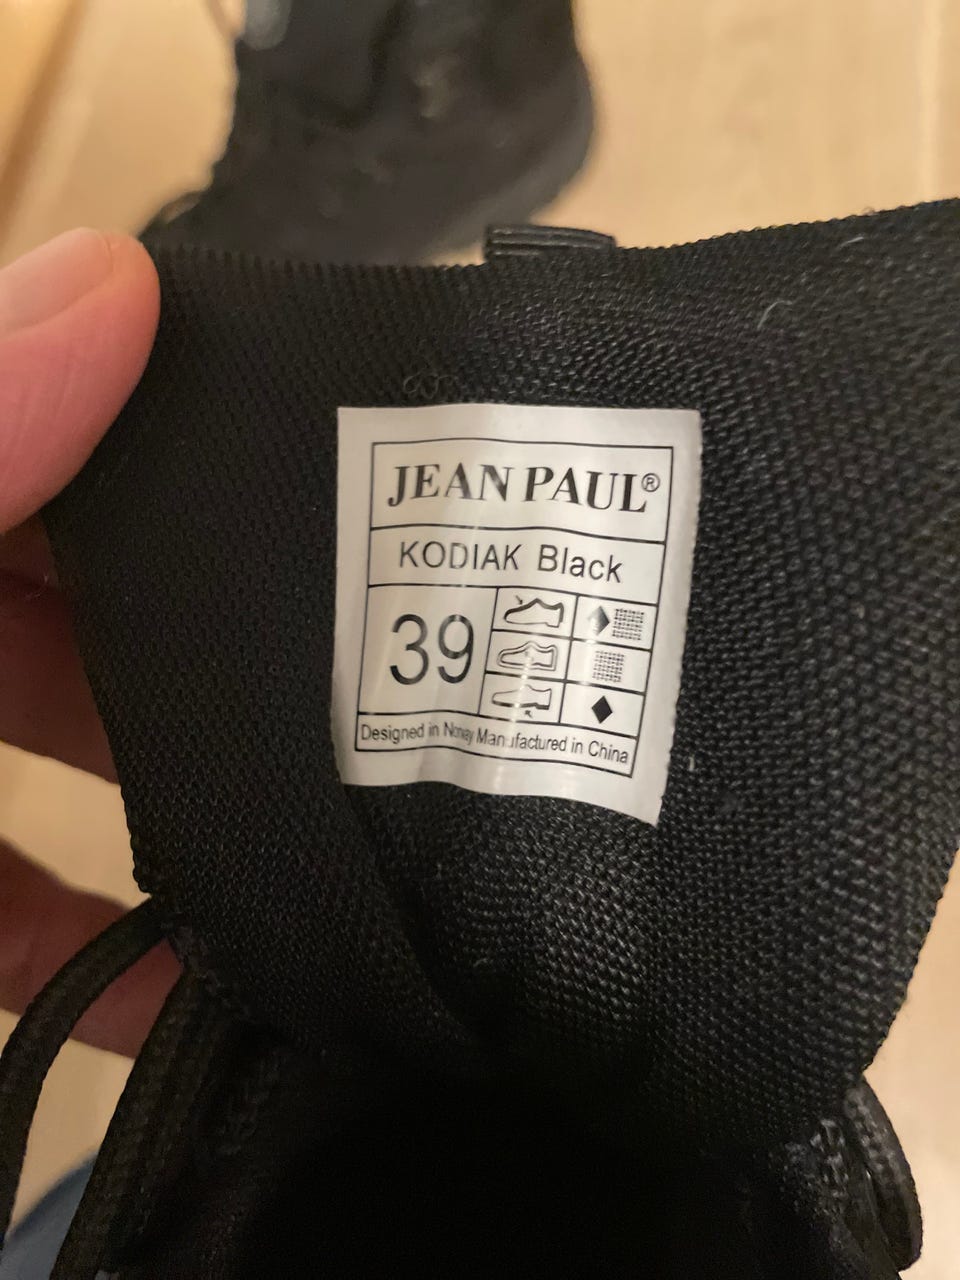 JEAN PAUL®
KODIAK Black
39
Designed in Norway Manufactured in China